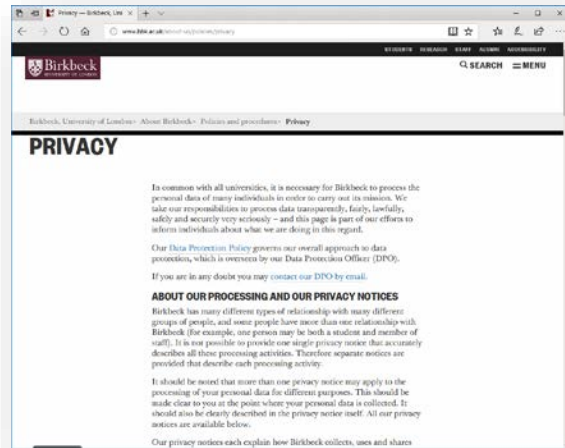 Privacy — Birkbeck, Uni
www.bbk.ac.uk/about-us/policies/privacy
STUDENTS RESEARCH STAFF ALUMNI ACCESSIBILITY
Birkbeck
UNIVERSITY OF LONDON
SEARCH MENU
Birkbeck, University of London› About Birkbeck› Policies and procedures› Privacy
PRIVACY
In common with all universities, it is necessary for Birkbeck to process the
personal data of many individuals in order to carry out its mission. We
take our responsibilities to process data transparently, fairly, lawfully,
safely and securely very seriously – and this page is part of our efforts to
inform individuals about what we are doing in this regard.
Our Data Protection Policy governs our overall approach to data
protection, which is overseen by our Data Protection Officer (DPO).
If you are in any doubt you may contact our DPO by email.
ABOUT OUR PROCESSING AND OUR PRIVACY NOTICES
Birkbeck has many different types of relationship with many different
groups of people, and some people have more than one relationship with
Birkbeck (for example, one person may be both a student and member of
staff). It is not possible to provide one single privacy notice that accurately
describes all these processing activities. Therefore separate notices are
provided that describe each processing activity.
It should be noted that more than one privacy notice may apply to the
processing of your personal data for different purposes. This should be
made clear to you at the point where your personal data is collected. It
should also be clearly described in the privacy notice itself. All our privacy
notices are available below.
Our privacy notices each explain how Birkbeck collects, uses and shares